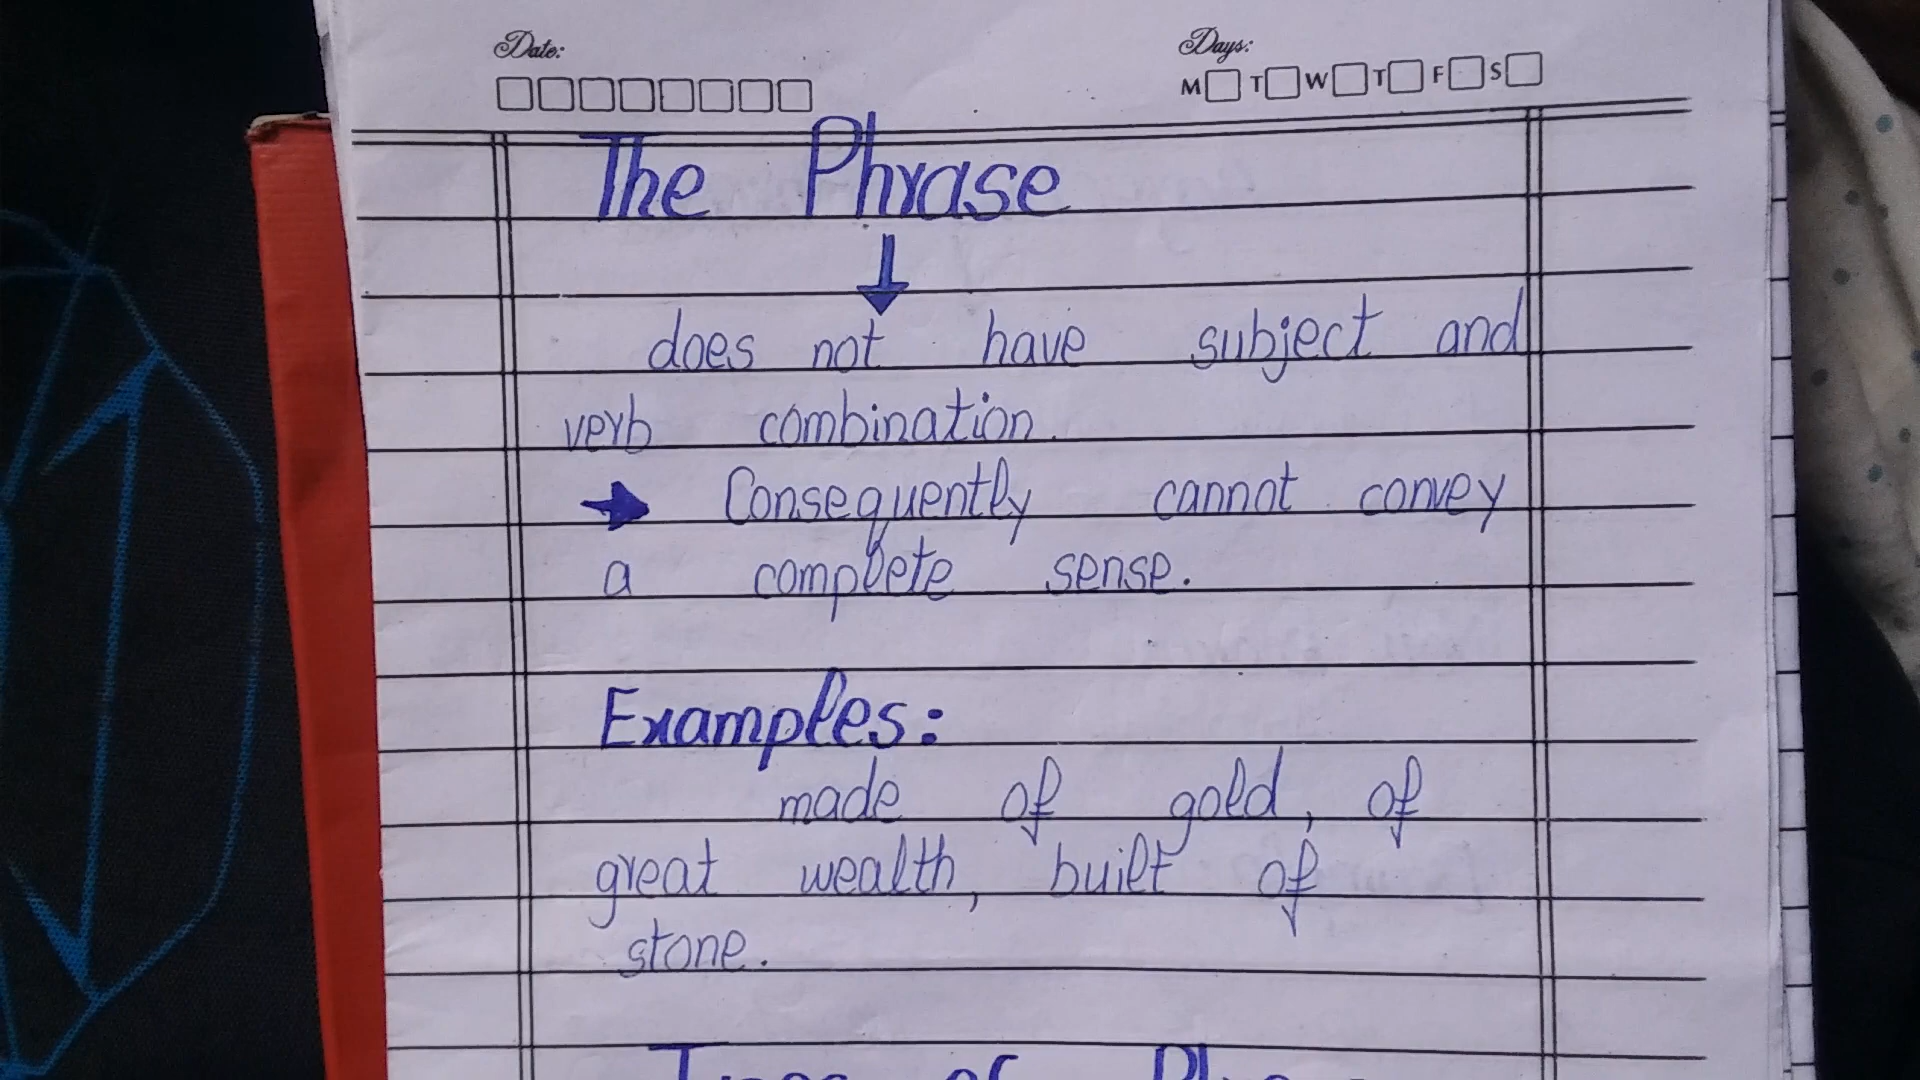 Date:
Days:
M T W T F S
The Phrase
does not have subject and
verb combination.
Consequently cannot convey
a complete sense.
Examples:
made of gold, of
great wealth, built of
stone.